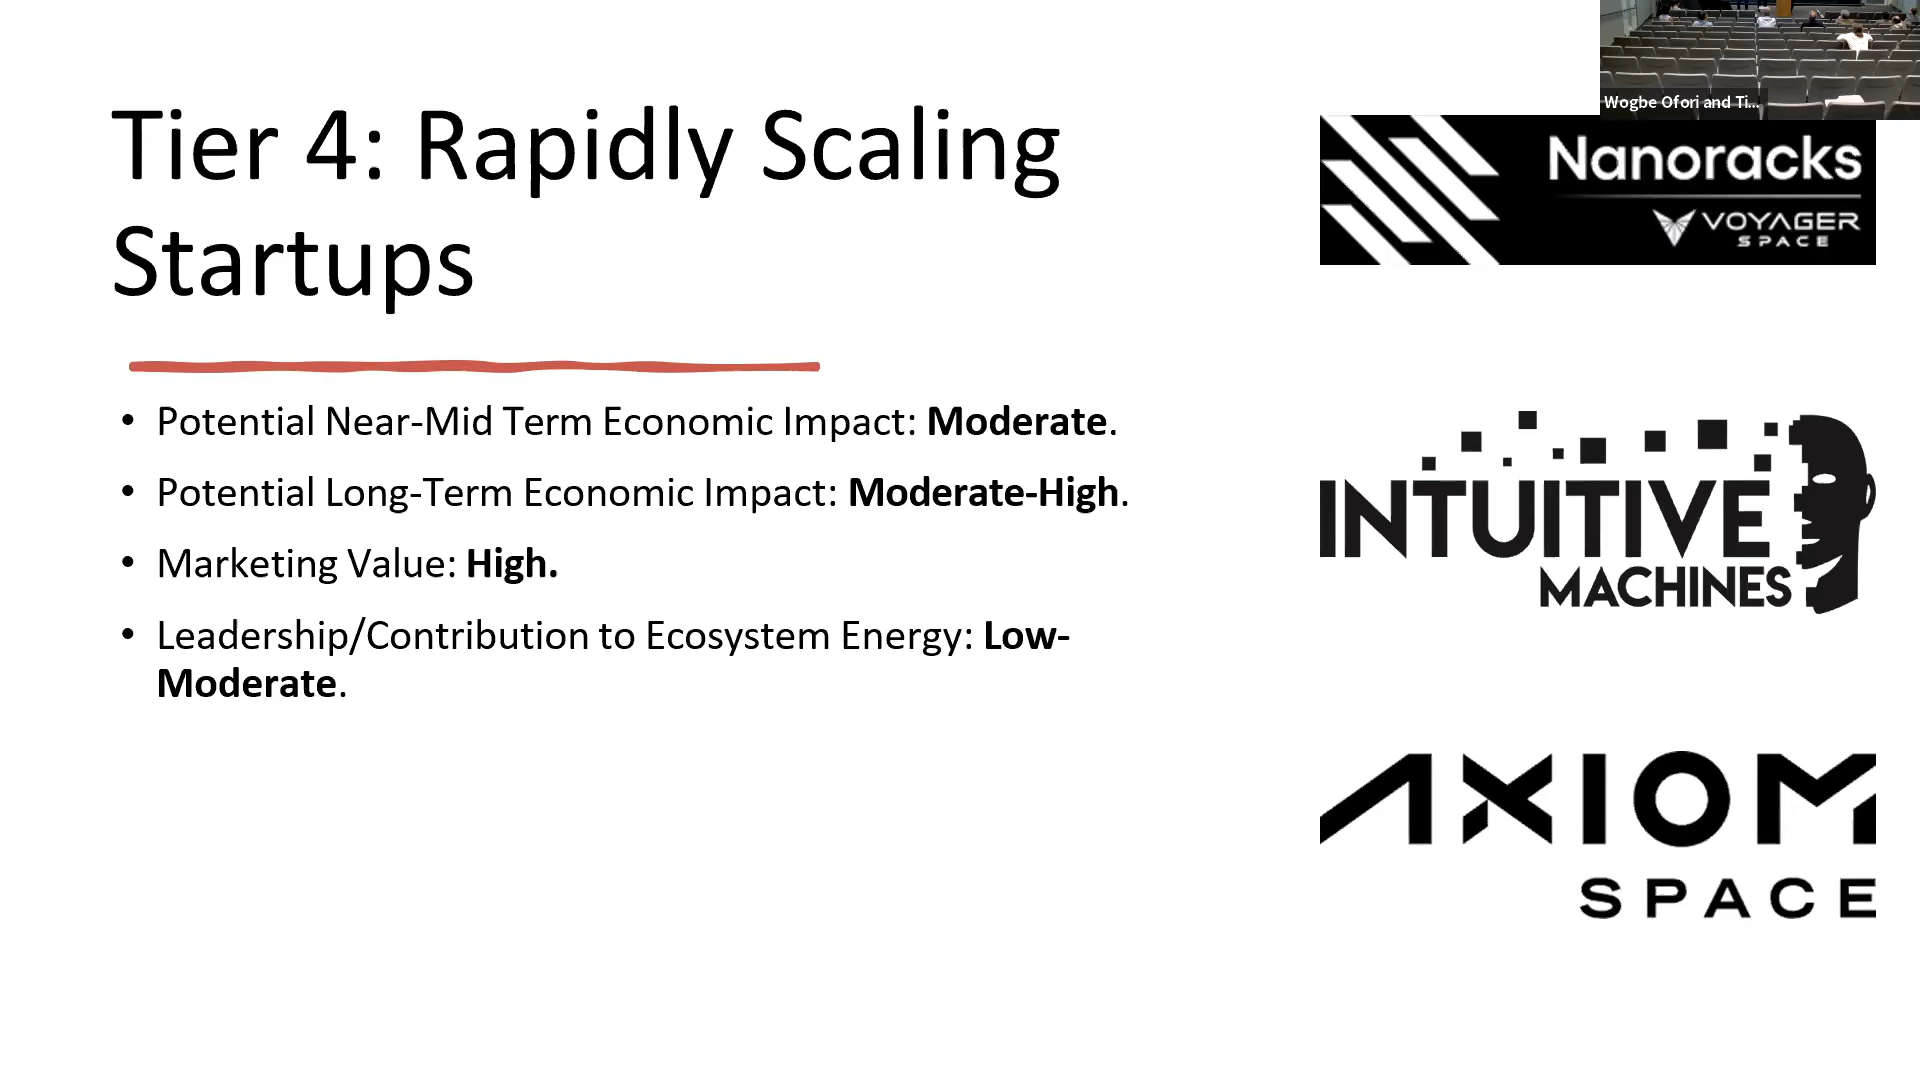 Wogbe Ofori and Ti...
Tier 4: Rapidly Scaling
Startups
• Potential Near-Mid Term Economic Impact: Moderate.
• Potential Long-Term Economic Impact: Moderate-High.
• Marketing Value: High.
• Leadership/Contribution to Ecosystem Energy: Low-
Moderate.
Nanoracks
VOYAGER
SPACE
INTUITIVE
MACHINES
AXIOM
SPACE